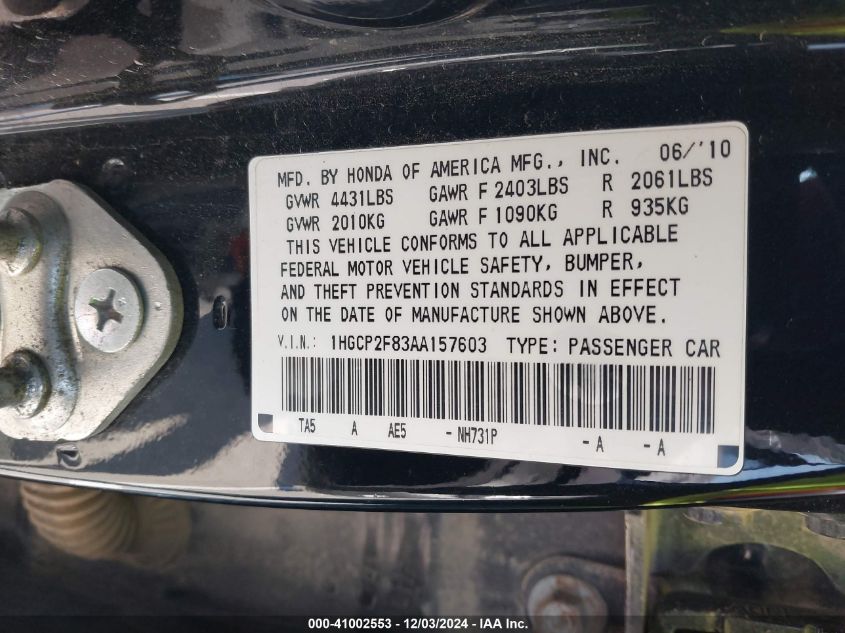 MFD. BY HONDA OF AMERICA MFG., INC. 06/'10
GVWR 4431LBS GAWR F 2403LBS R 2061LBS
GVWR 2010KG GAWR F 1090KG R 935KG
THIS VEHICLE CONFORMS TO ALL APPLICABLE
FEDERAL MOTOR VEHICLE SAFETY, BUMPER,
AND THEFT PREVENTION STANDARDS IN EFFECT
ON THE DATE OF MANUFACTURE SHOWN ABOVE.
V.I.N.: 1HGCP2F83AA157603 TYPE: PASSENGER CAR
TA5 A AE5 - NH731P - A - A
000-41002553 - 12/03/2024 - IAA Inc.